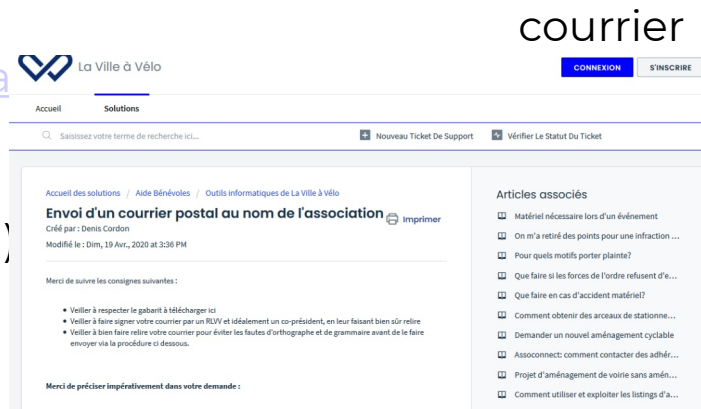 courrier
La Ville à Vélo
CONNEXION
S'INSCRIRE
a
Accueil
Solutions
Saisissez votre terme de recherche ici...
Nouveau Ticket De Support
Vérifier Le Statut Du Ticket
Accueil des solutions / Aide Bénévoles / Outils informatiques de La Ville à Vélo
Envoi d'un courrier postal au nom de l'association
Imprimer
Créé par : Denis Cordon
)
Modifié le : Dim, 19 Avr., 2020 at 3:36 PM
Merci de suivre les consignes suivantes :
• Veiller à respecter le gabarit à télécharger ici
• Veiller à faire signer votre courrier par un RLVV et idéalement un co-président, en leur faisant bien sûr relire
• Veiller à bien faire relire votre courrier pour éviter les fautes d'orthographe et de grammaire avant de le faire
envoyer via la procédure ci dessous.
Merci de préciser impérativement dans votre demande :
Articles associés
Matériel nécessaire lors d'un événement
On m'a retiré des points pour une infraction ...
Pour quels motifs porter plainte?
Que faire si les forces de l'ordre refusent d'e...
Que faire en cas d'accident matériel?
Comment obtenir des arceaux de stationne...
Demander un nouvel aménagement cyclable
Assoconnect: comment contacter des adhér...
Projet d'aménagement de voirie sans amén...
Comment utiliser et exploiter les listings d'a...